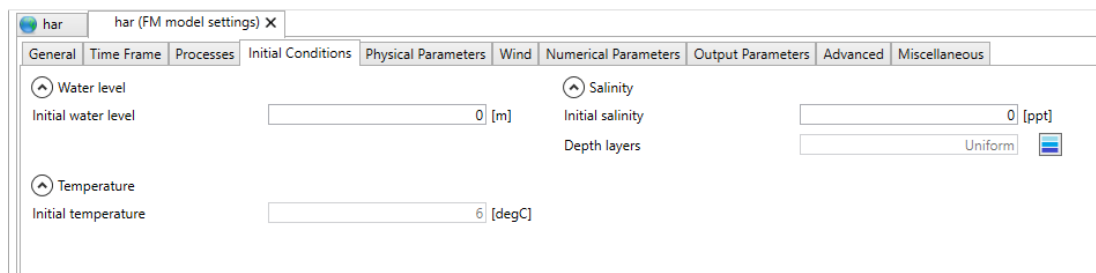 har
har (FM model settings) X
General Time Frame Processes Initial Conditions Physical Parameters Wind Numerical Parameters Output Parameters Advanced Miscellaneous
Water level
Salinity
Initial water level 0 [m]
Initial salinity 0 [ppt]
Depth layers Uniform
Temperature
Initial temperature 6 [degC]